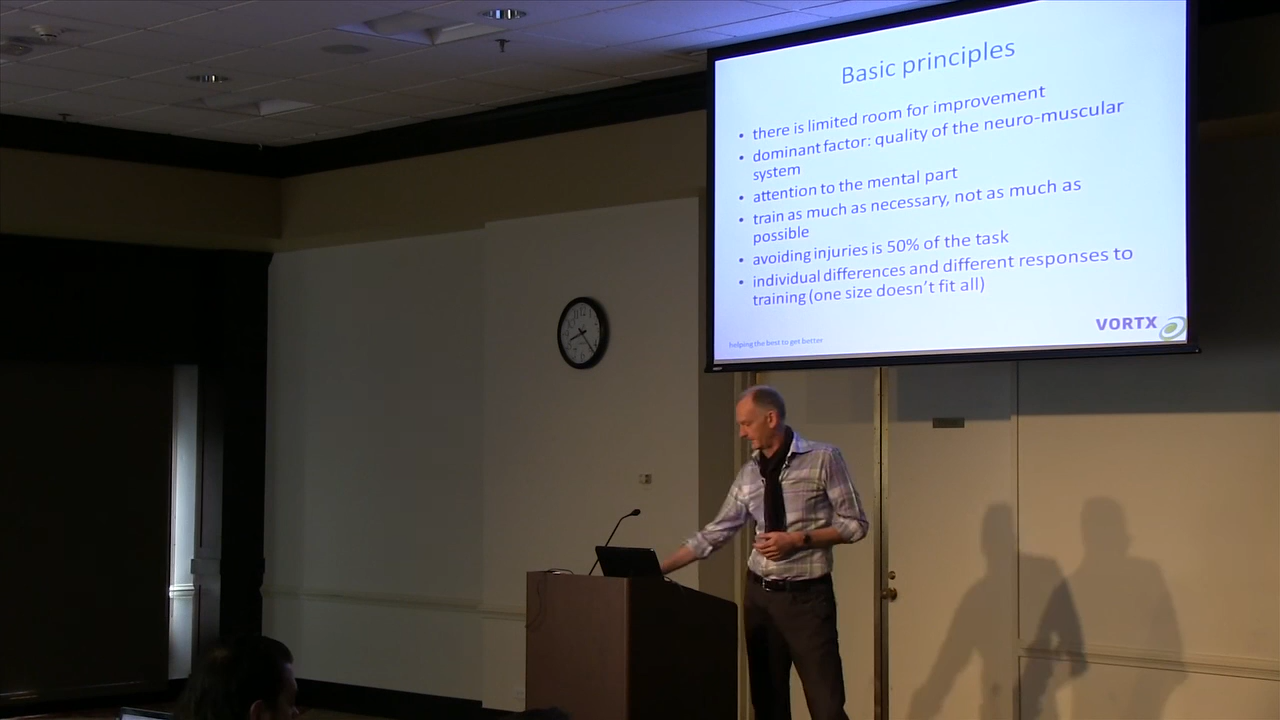 Basic principles
• there is limited room for improvement
• dominant factor: quality of the neuro-muscular
system
• attention to the mental part
• train as much as necessary, not as much as
possible
• avoiding injuries is 50% of the task
• individual differences and different responses to
training (one size doesn't fit all)
helping the best to get better
VORTX